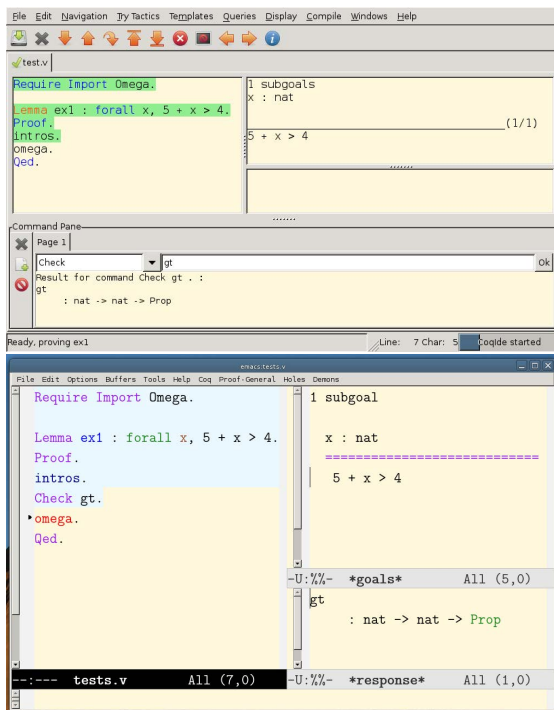 File Edit Navigation Try Tactics Templates Queries Display Compile Windows Help
test.v
Require Import Omega.
Lemma ex1 : forall x, 5 + x > 4.
Proof.
intros.
omega.
Qed.
1 subgoals
x : nat
(1/1)
5 + x > 4
Command Pane
Page 1
Check gt Ok
Result for command Check gt . :
gt
: nat -> nat -> Prop
Ready, proving ex1 Line: 7 Char: 5 CoqIde started
emacs:tests.v
File Edit Options Buffers Tools Help Coq Proof-General Holes Demons
Require Import Omega.
Lemma ex1 : forall x, 5 + x > 4.
Proof.
intros.
Check gt.
omega.
Qed.
--:--- tests.v All (7,0)
1 subgoal
x : nat
============================
5 + x > 4
-U:%%- *goals* All (5,0)
gt
: nat -> nat -> Prop
-U:%%- *response* All (1,0)